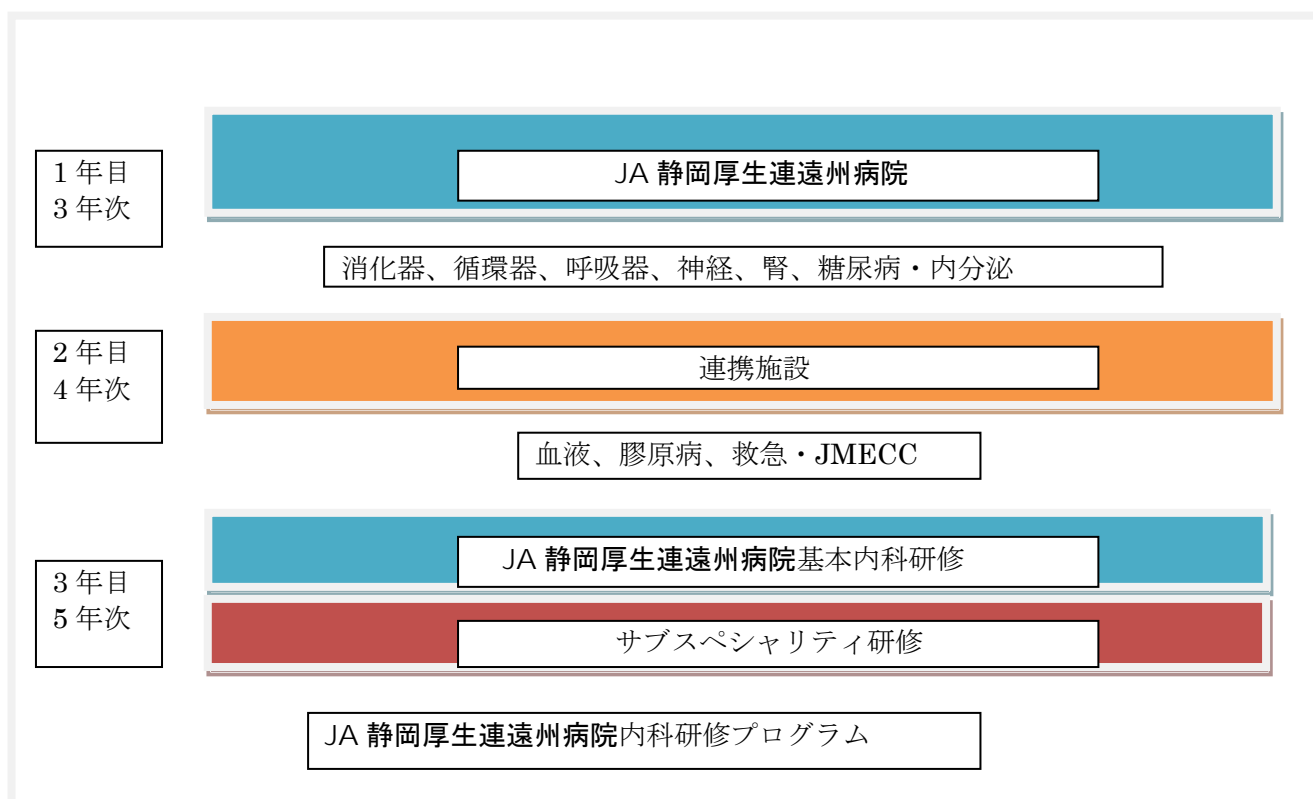 1 年目
3 年次
JA 静岡厚生連遠州病院
消化器、循環器、呼吸器、神経、腎、糖尿病・内分泌
2 年目
4 年次
連携施設
血液、膠原病、救急・JMECC
3 年目
5 年次
JA 静岡厚生連遠州病院基本内科研修
サブスペシャリティ研修
JA 静岡厚生連遠州病院内科研修プログラム